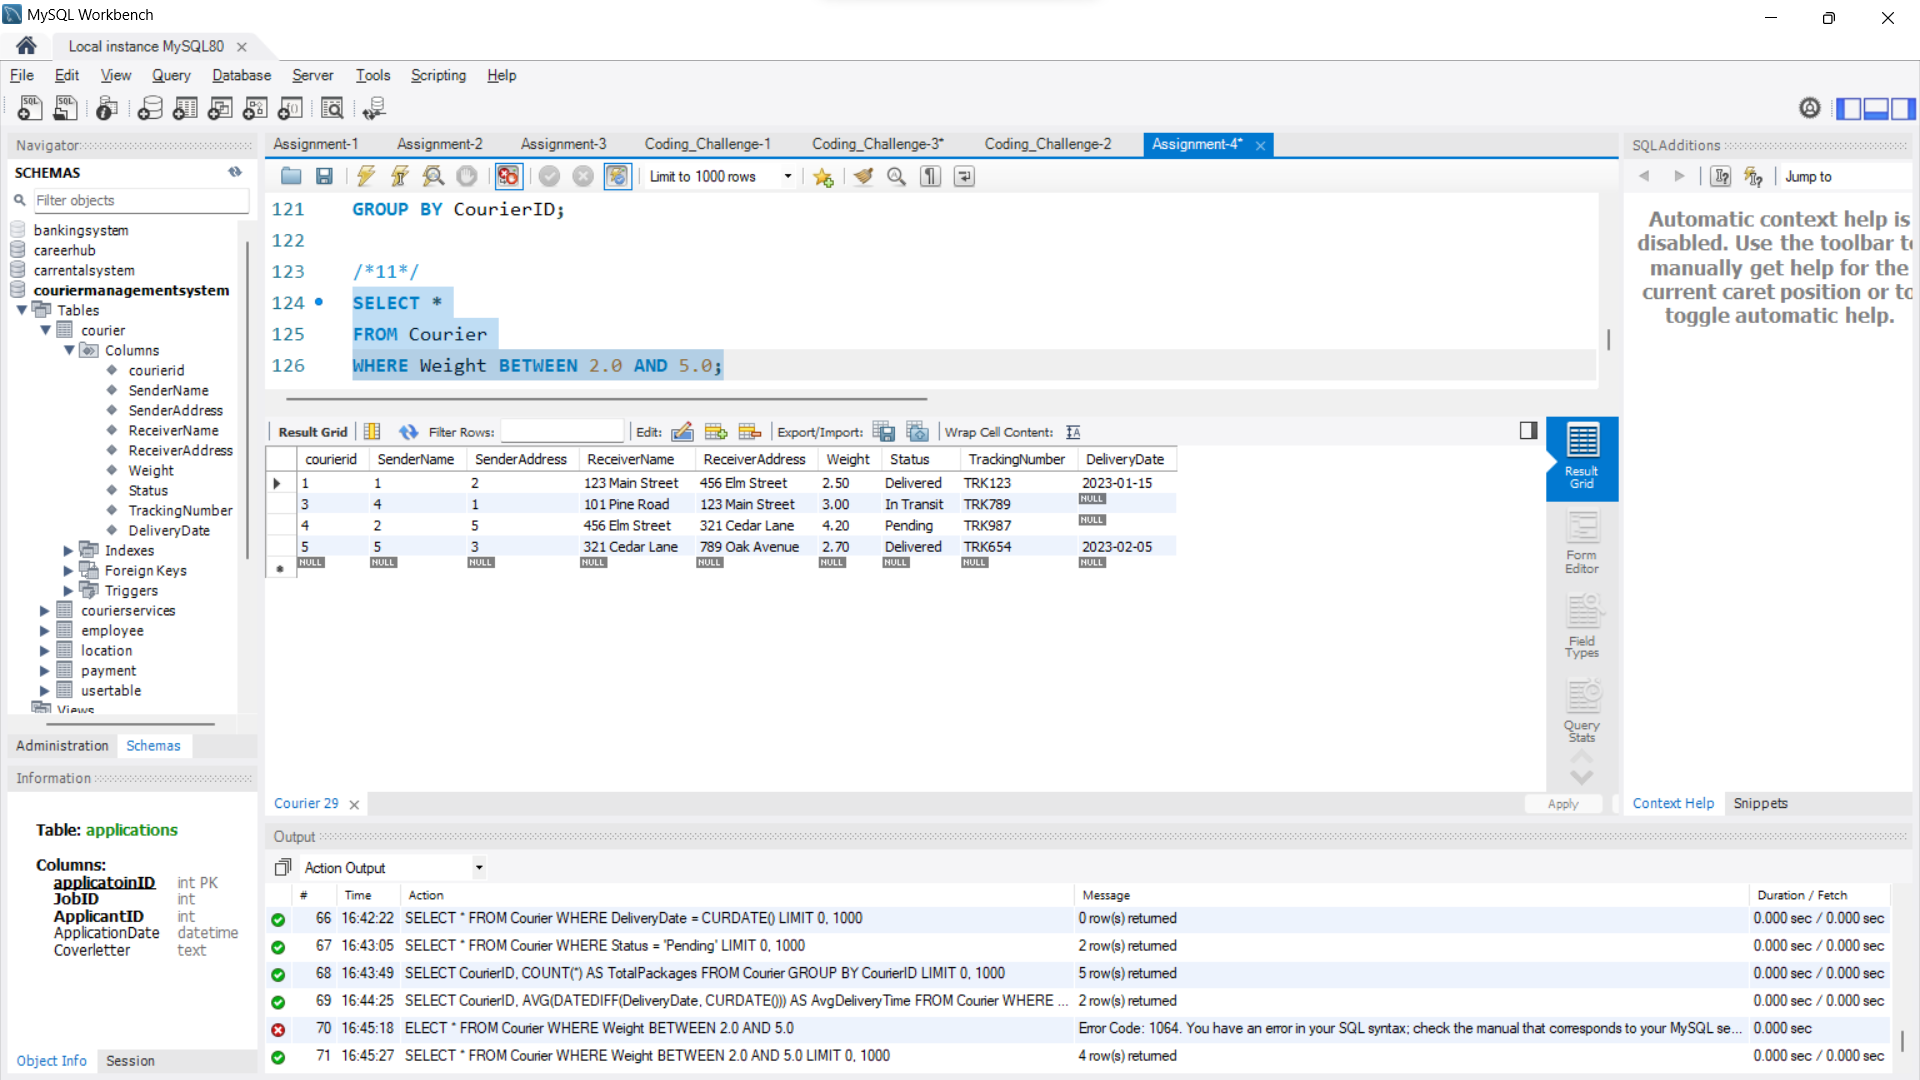 MySQL Workbench
Local instance MySQL80
File Edit View Query Database Server Tools Scripting Help
Navigator
SCHEMAS
Filter objects
bankingsystem
careerhub
carrentalsystem
couriermanagementsystem
Tables
courier
Columns
courierid
SenderName
SenderAddress
ReceiverName
ReceiverAddress
Weight
Status
TrackingNumber
DeliveryDate
Indexes
Foreign Keys
Triggers
courierservices
employee
location
payment
usertable
Views
Administration Schemas
Information
Table: applications
Columns:
applicatoinID int PK
JobID int
ApplicantID int
ApplicationDate datetime
Coverletter text
Object Info Session
Assignment-1 Assignment-2 Assignment-3 Coding_Challenge-1 Coding_Challenge-3* Coding_Challenge-2 Assignment-4*
Limit to 1000 rows
121 GROUP BY CourierID;
122
123 /*11*/
124 SELECT *
125 FROM Courier
126 WHERE Weight BETWEEN 2.0 AND 5.0;
Result Grid Filter Rows: Edit: Export/Import: Wrap Cell Content:
courierid SenderName SenderAddress ReceiverName ReceiverAddress Weight Status TrackingNumber DeliveryDate
1 1 2 123 Main Street 456 Elm Street 2.50 Delivered TRK123 2023-01-15
3 4 1 101 Pine Road 123 Main Street 3.00 In Transit TRK789 NULL
4 2 5 456 Elm Street 321 Cedar Lane 4.20 Pending TRK987 NULL
5 5 3 321 Cedar Lane 789 Oak Avenue 2.70 Delivered TRK654 2023-02-05
NULL NULL NULL NULL NULL NULL NULL NULL NULL
Result
Grid
Form
Editor
Field
Types
Query
Stats
Courier 29
Apply
SQLAdditions
Jump to
Automatic context help is
disabled. Use the toolbar to
manually get help for the
current caret position or to
toggle automatic help.
Context Help Snippets
Output
Action Output
# Time Action Message Duration / Fetch
66 16:42:22 SELECT * FROM Courier WHERE DeliveryDate = CURDATE() LIMIT 0, 1000 0 row(s) returned 0.000 sec / 0.000 sec
67 16:43:05 SELECT * FROM Courier WHERE Status = 'Pending' LIMIT 0, 1000 2 row(s) returned 0.000 sec / 0.000 sec
68 16:43:49 SELECT CourierID, COUNT(*) AS TotalPackages FROM Courier GROUP BY CourierID LIMIT 0, 1000 5 row(s) returned 0.000 sec / 0.000 sec
69 16:44:25 SELECT CourierID, AVG(DATEDIFF(DeliveryDate, CURDATE())) AS AvgDeliveryTime FROM Courier WHERE ... 2 row(s) returned 0.000 sec / 0.000 sec
70 16:45:18 ELECT * FROM Courier WHERE Weight BETWEEN 2.0 AND 5.0 Error Code: 1064. You have an error in your SQL syntax; check the manual that corresponds to your MySQL se... 0.000 sec
71 16:45:27 SELECT * FROM Courier WHERE Weight BETWEEN 2.0 AND 5.0 LIMIT 0, 1000 4 row(s) returned 0.000 sec / 0.000 sec